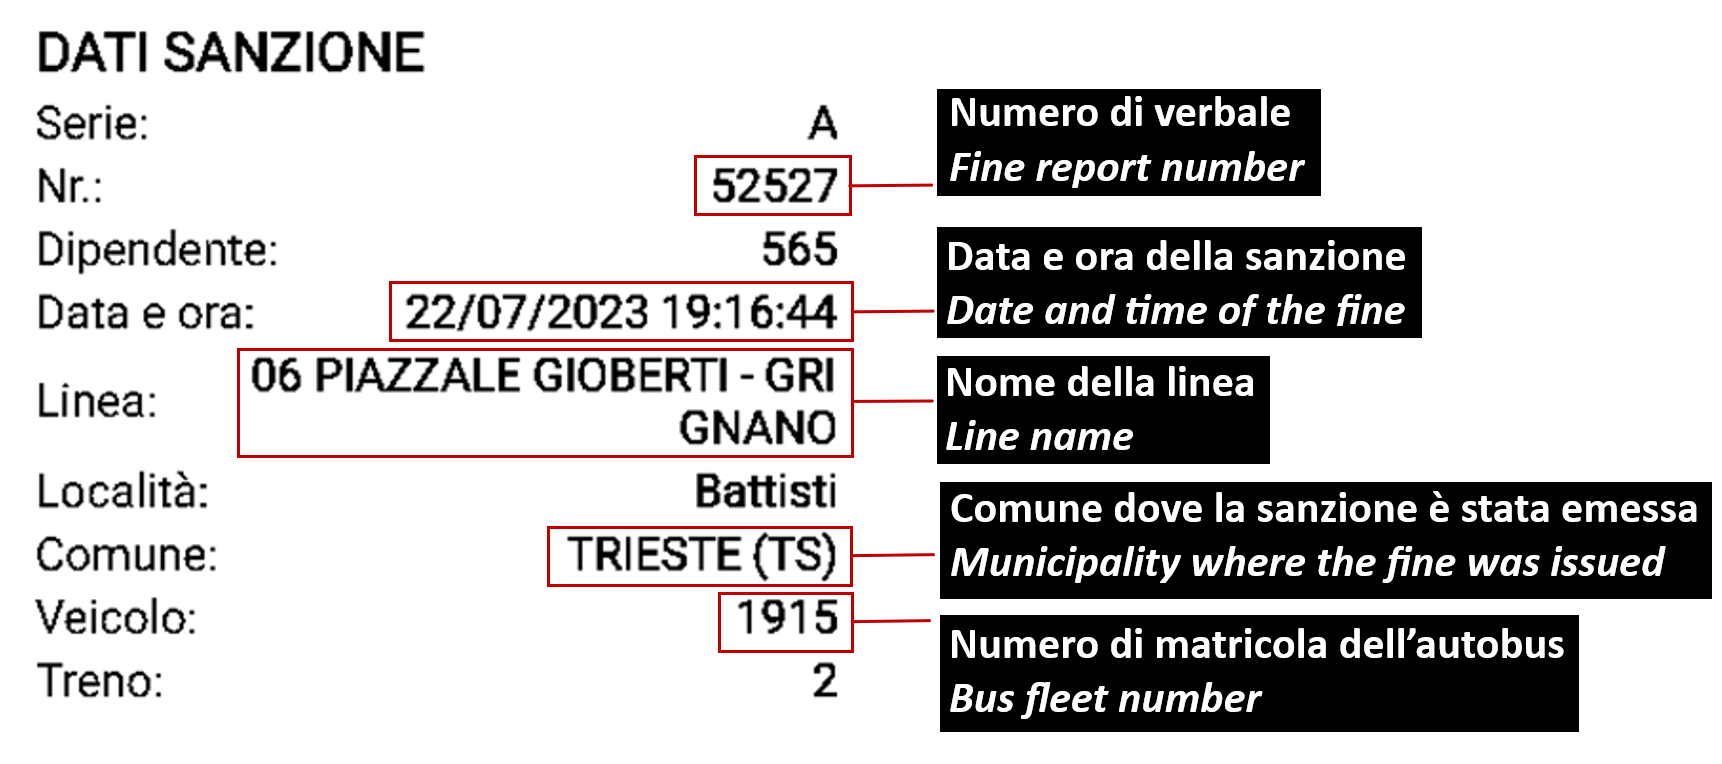 DATI SANZIONE
Serie: A
Nr.: 52527
Numero di verbale
Fine report number
Dipendente: 565
Data e ora: 22/07/2023 19:16:44
Data e ora della sanzione
Date and time of the fine
Linea: 06 PIAZZALE GIOBERTI - GRI
GNANO
Nome della linea
Line name
Località: Battisti
Comune: TRIESTE (TS)
Comune dove la sanzione è stata emessa
Municipality where the fine was issued
Veicolo: 1915
Numero di matricola dell’autobus
Bus fleet number
Treno: 2